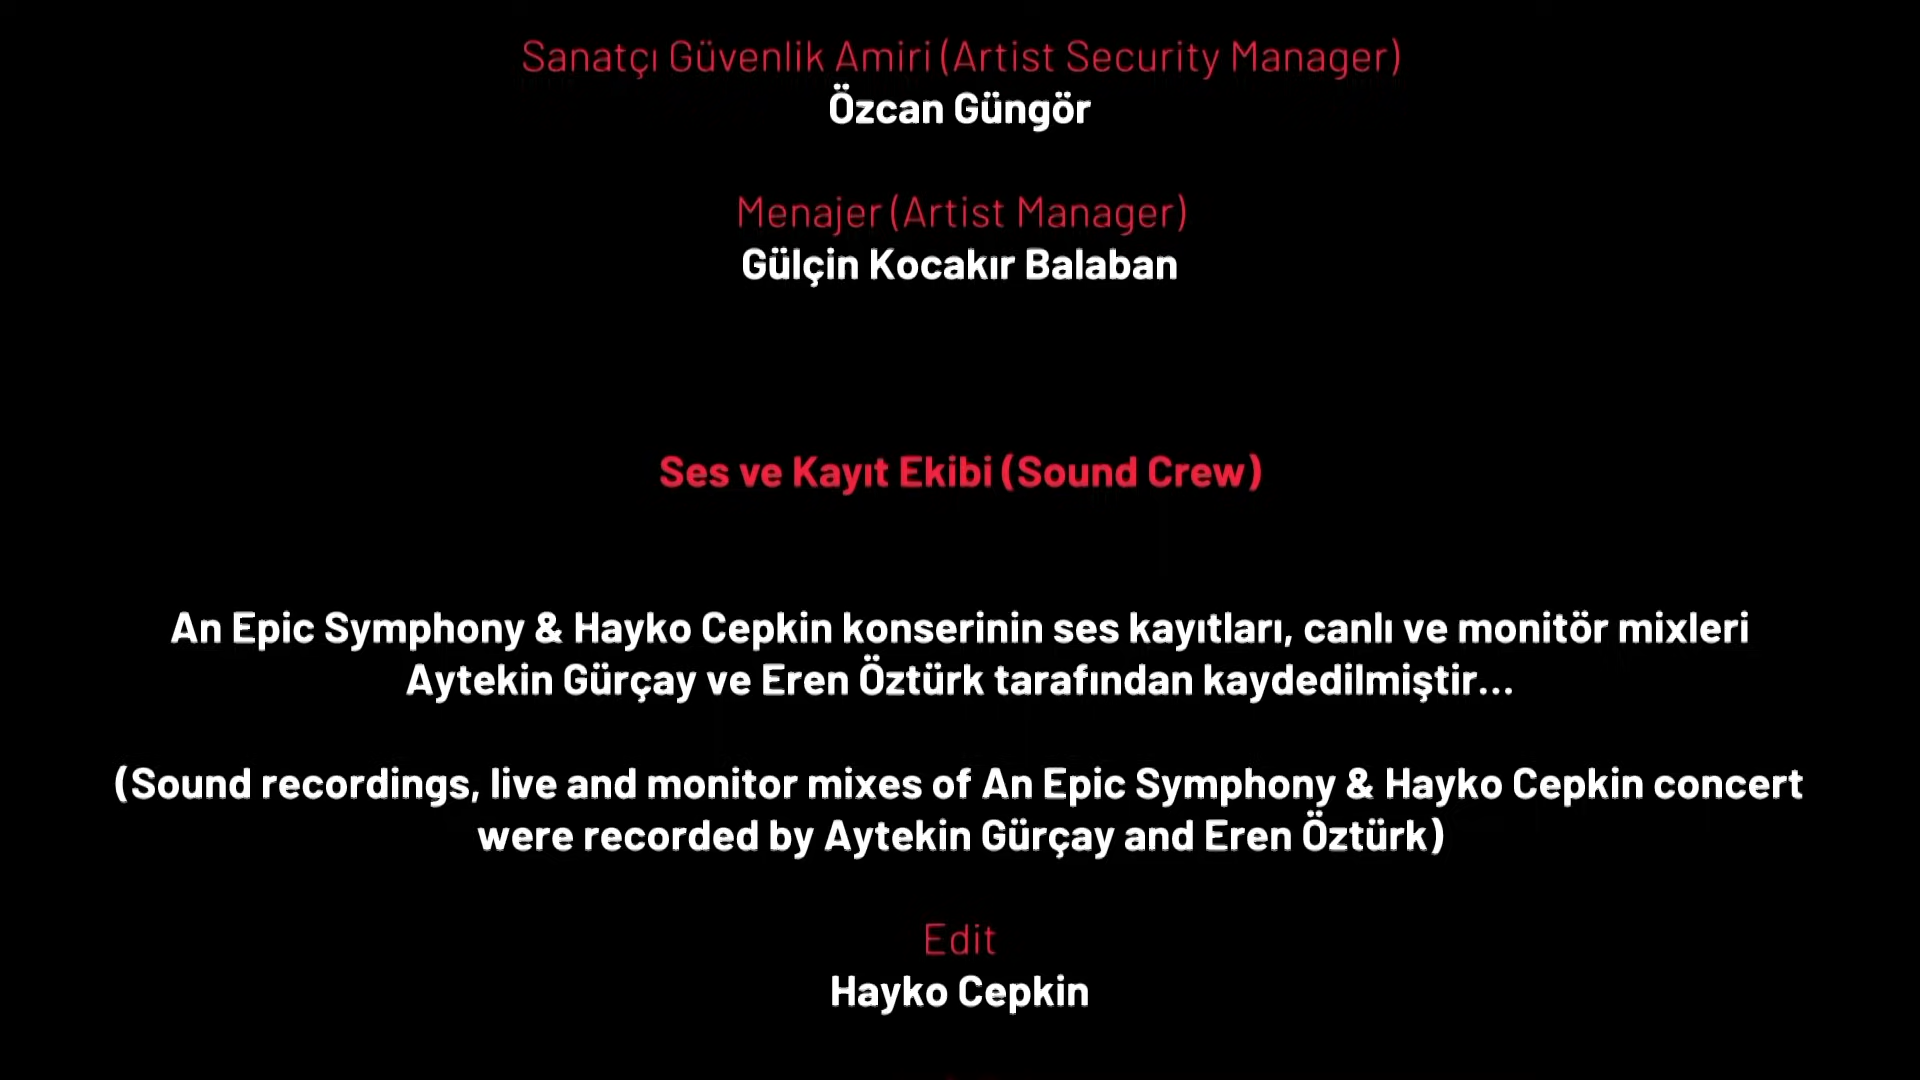 Sanatçı Güvenlik Amiri (Artist Security Manager)
Özcan Güngör
Menajer (Artist Manager)
Gülçin Kocakır Balaban
Ses ve Kayıt Ekibi (Sound Crew)
An Epic Symphony & Hayko Cepkin konserinin ses kayıtları, canlı ve monitör mixleri
Aytekin Gürçay ve Eren Öztürk tarafından kaydedilmiştir...
(Sound recordings, live and monitor mixes of An Epic Symphony & Hayko Cepkin concert
were recorded by Aytekin Gürçay and Eren Öztürk)
Edit
Hayko Cepkin